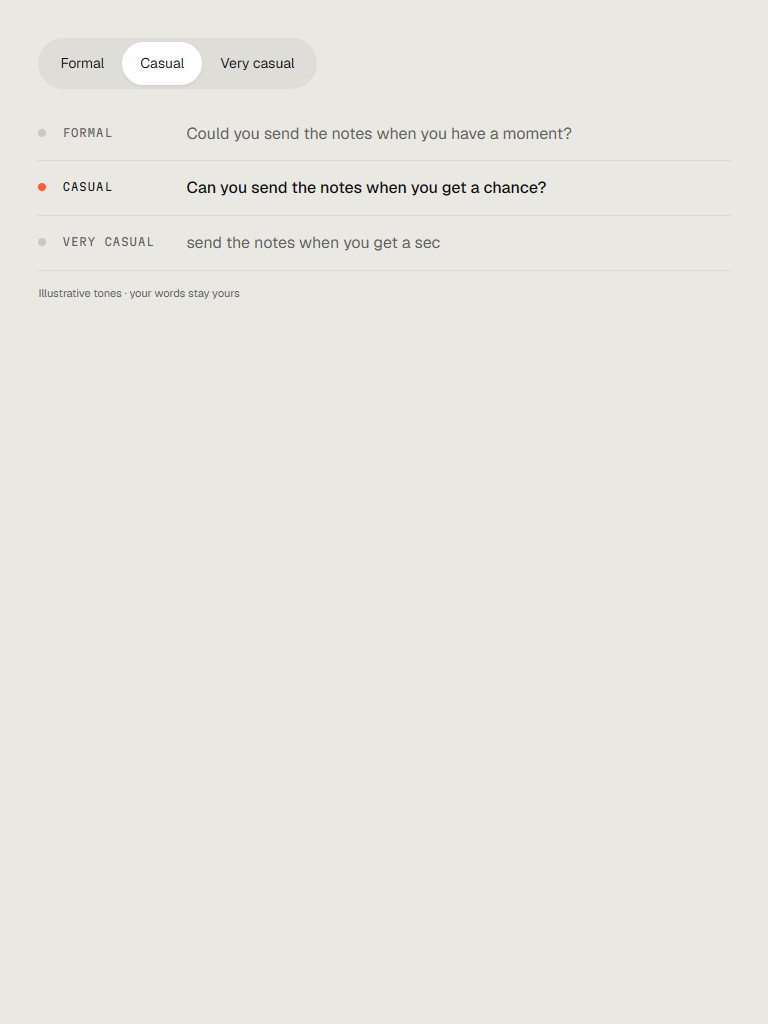 Formal Casual Very casual
FORMAL Could you send the notes when you have a moment?
CASUAL Can you send the notes when you get a chance?
VERY CASUAL send the notes when you get a sec
Illustrative tones · your words stay yours